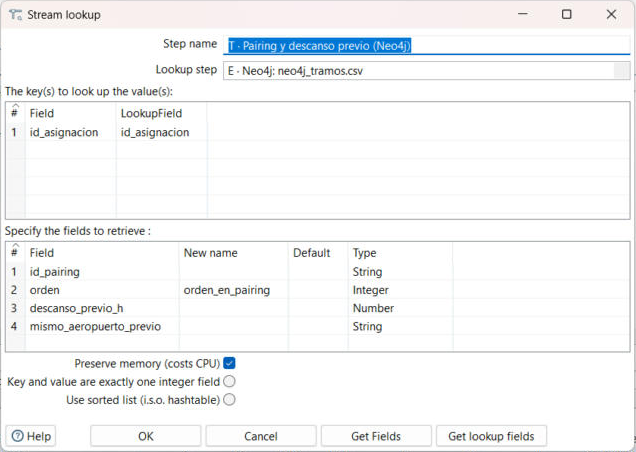 Stream lookup
Step name T · Pairing y descanso previo (Neo4j)
Lookup step E · Neo4j: neo4j_tramos.csv
The key(s) to look up the value(s):
# Field LookupField
1 id_asignacion id_asignacion
Specify the fields to retrieve :
# Field New name Default Type
1 id_pairing String
2 orden orden_en_pairing Integer
3 descanso_previo_h Number
4 mismo_aeropuerto_previo String
Preserve memory (costs CPU)
Key and value are exactly one integer field
Use sorted list (i.s.o. hashtable)
Help OK Cancel Get Fields Get lookup fields